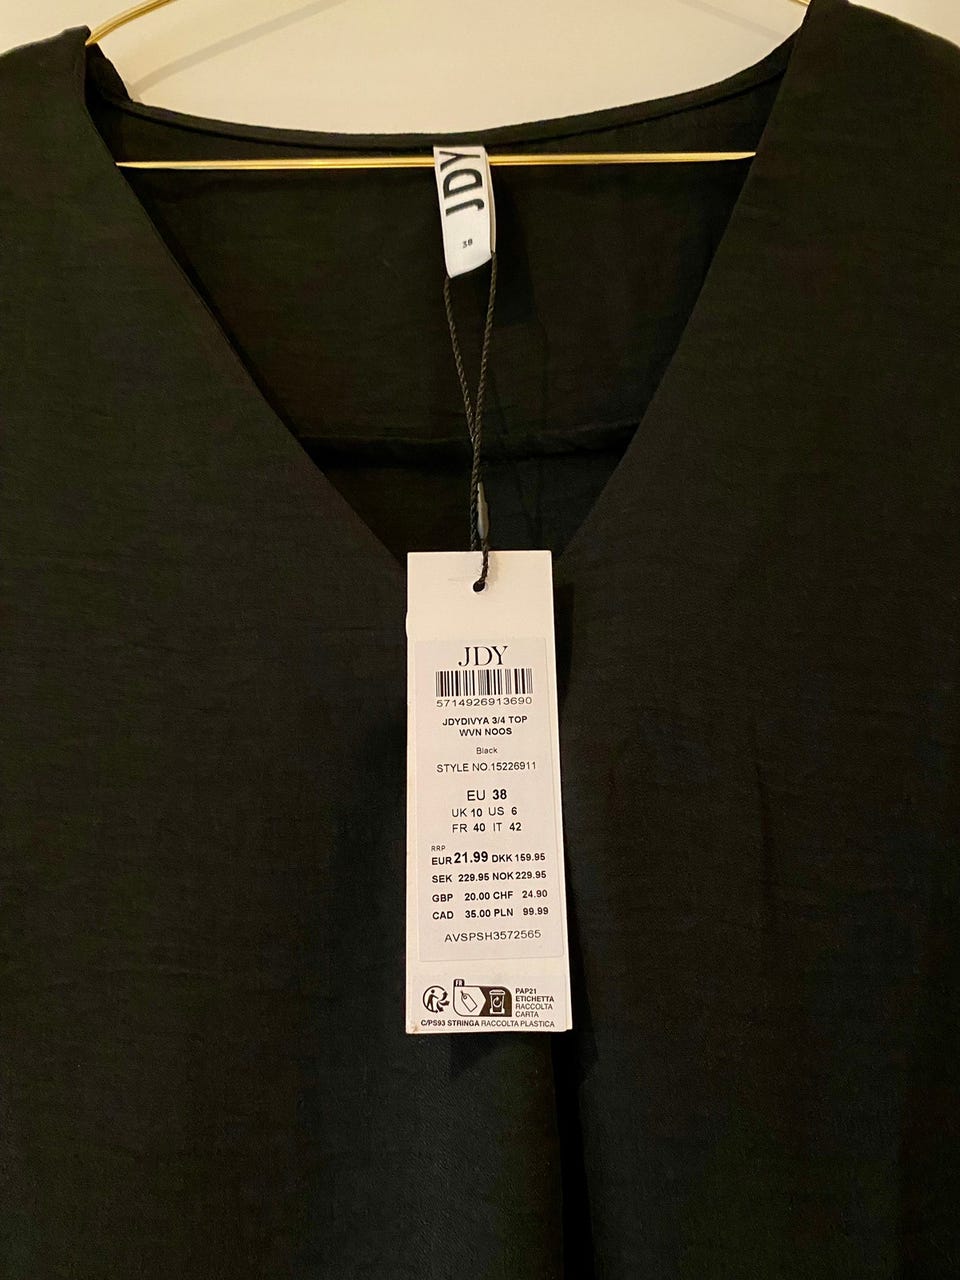 JDY
38
JDY
5714926913690
JDYDIVYA 3/4 TOP
WVN NOOS
Black
STYLE NO.15226911
EU 38
UK 10 US 6
FR 40 IT 42
RRP
EUR 21.99 DKK 159.95
SEK 229.95 NOK 229.95
GBP 20.00 CHF 24.90
CAD 35.00 PLN 99.99
AVSPSH3572565
FR
PAP21
ETICHETTA
RACCOLTA
CARTA
C/PS93 STRINGA RACCOLTA PLASTICA